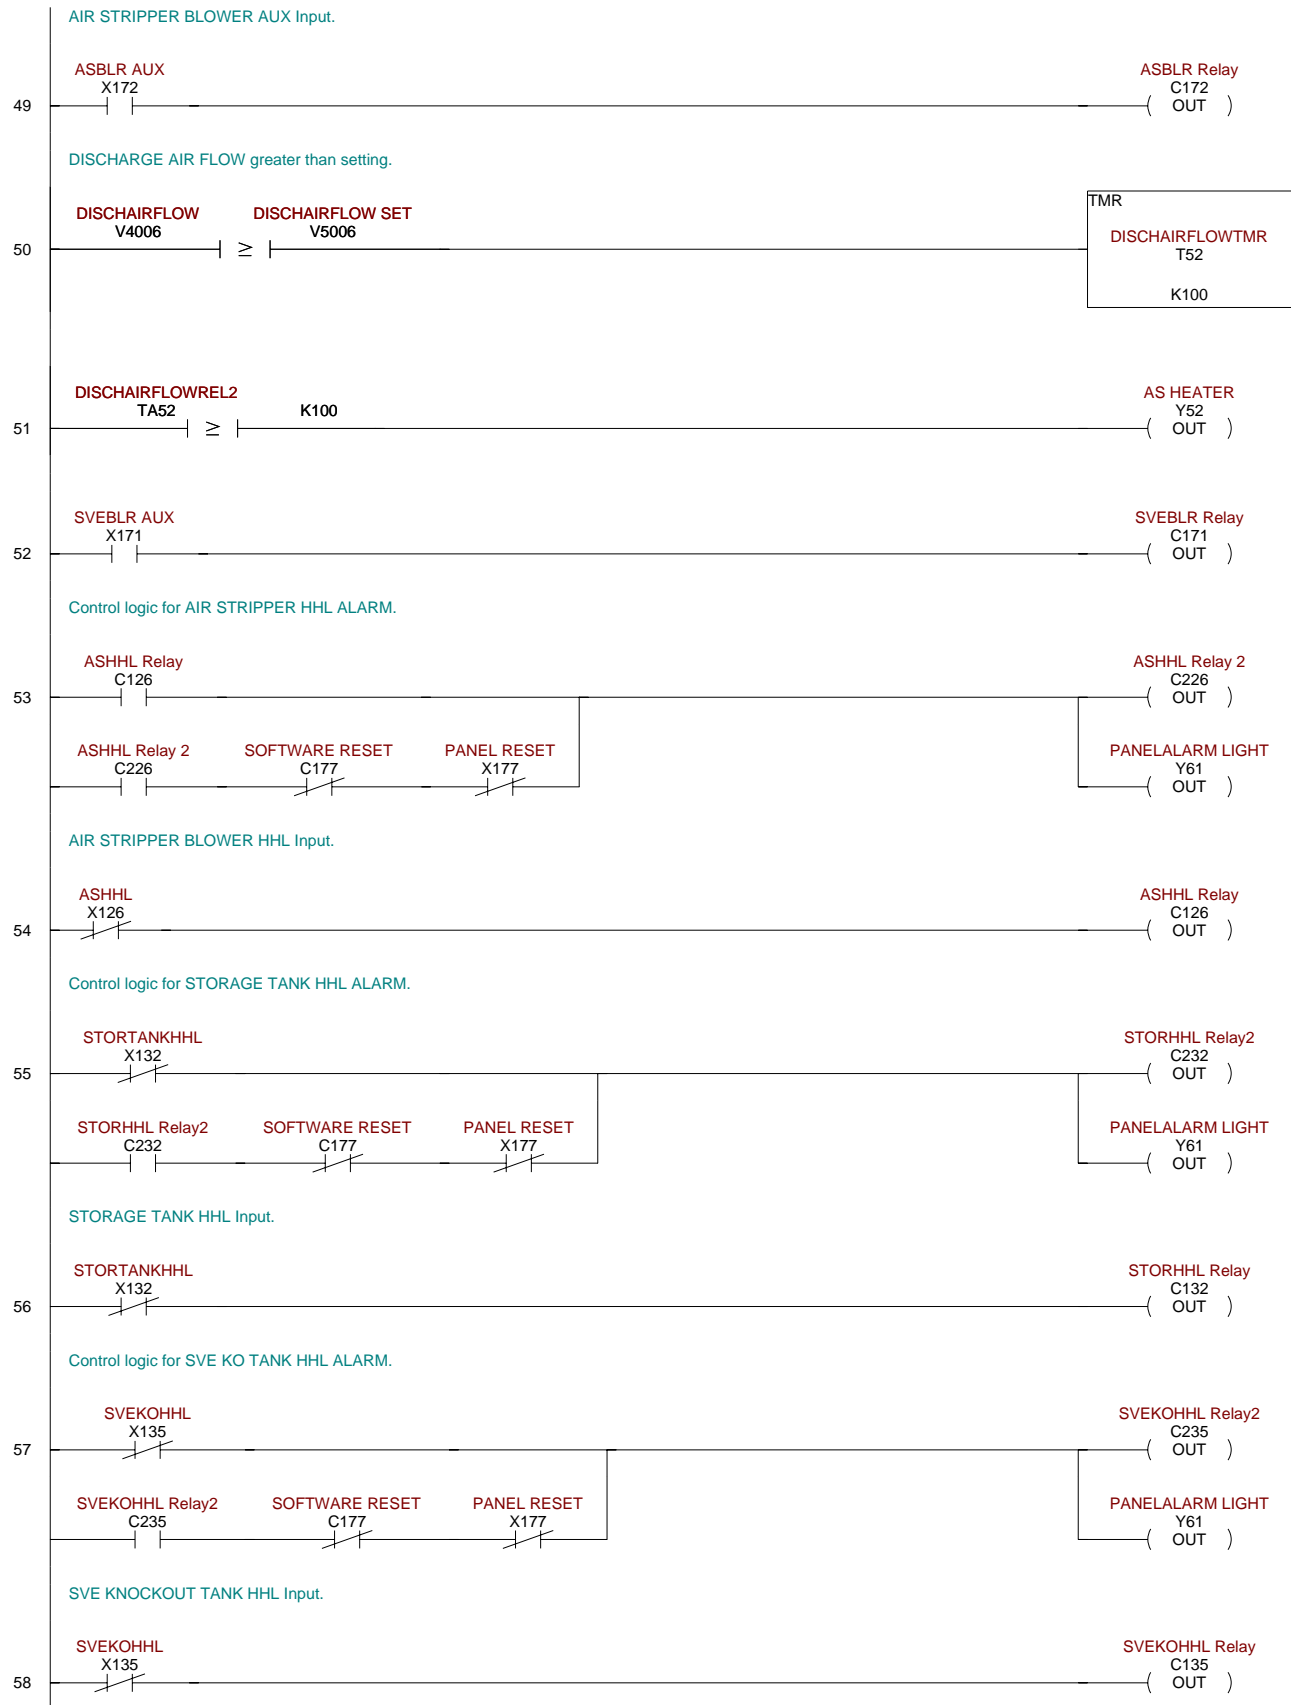 AIR STRIPPER BLOWER AUX Input.
ASBLR AUX
X172
ASBLR Relay
C172
49
OUT
DISCHARGE AIR FLOW greater than setting.
DISCHAIRFLOW
V4006
DISCHAIRFLOW SET
V5006
TMR
DISCHAIRFLOWTMR
T52
K100
50
≥
DISCHAIRFLOWREL2
TA52
K100
AS HEATER
Y52
51
≥
OUT
SVEBLR AUX
X171
SVEBLR Relay
C171
52
OUT
Control logic for AIR STRIPPER HHL ALARM.
ASHHL Relay
C126
ASHHL Relay 2
C226
53
OUT
ASHHL Relay 2
C226
SOFTWARE RESET
C177
PANEL RESET
X177
PANELALARM LIGHT
Y61
OUT
AIR STRIPPER BLOWER HHL Input.
ASHHL
X126
ASHHL Relay
C126
54
OUT
Control logic for STORAGE TANK HHL ALARM.
STORTANKHHL
X132
STORHHL Relay2
C232
55
OUT
STORHHL Relay2
C232
SOFTWARE RESET
C177
PANEL RESET
X177
PANELALARM LIGHT
Y61
OUT
STORAGE TANK HHL Input.
STORTANKHHL
X132
STORHHL Relay
C132
56
OUT
Control logic for SVE KO TANK HHL ALARM.
SVEKOHHL
X135
SVEKOHHL Relay2
C235
57
OUT
SVEKOHHL Relay2
C235
SOFTWARE RESET
C177
PANEL RESET
X177
PANELALARM LIGHT
Y61
OUT
SVE KNOCKOUT TANK HHL Input.
SVEKOHHL
X135
SVEKOHHL Relay
C135
58
OUT